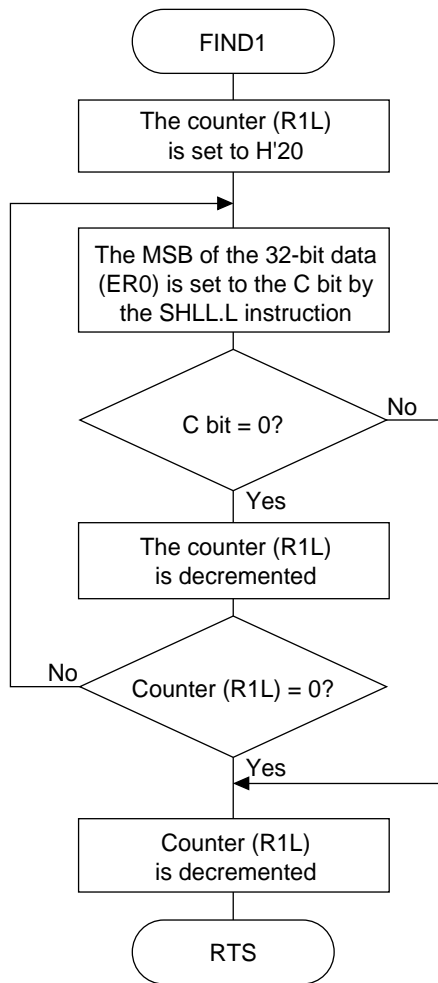 FIND1
The counter (R1L)
is set to H'20
The MSB of the 32-bit data
(ER0) is set to the C bit by
the SHLL.L instruction
C bit = 0?
No
Yes
The counter (R1L)
is decremented
No
Counter (R1L) = 0?
Yes
Counter (R1L)
is decremented
RTS